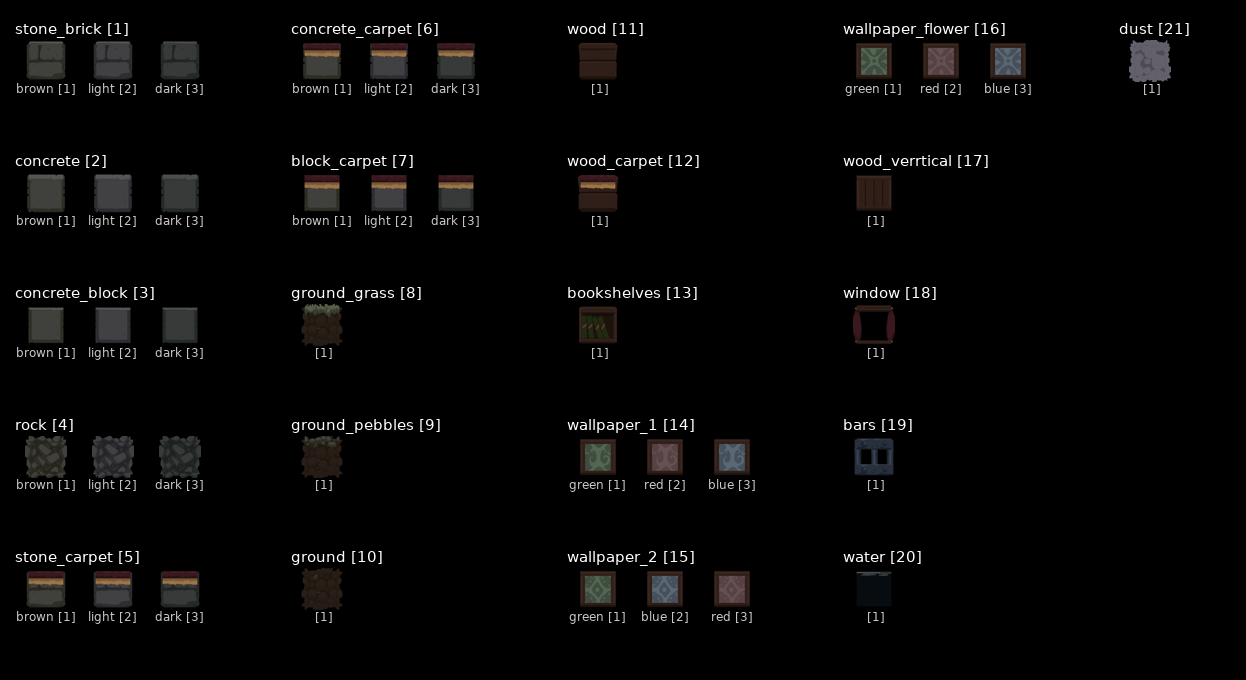 stone_brick [1]
brown [1] light [2] dark [3]
concrete [2]
brown [1] light [2] dark [3]
concrete_block [3]
brown [1] light [2] dark [3]
rock [4]
brown [1] light [2] dark [3]
stone_carpet [5]
brown [1] light [2] dark [3]
concrete_carpet [6]
brown [1] light [2] dark [3]
block_carpet [7]
brown [1] light [2] dark [3]
ground_grass [8]
[1]
ground_pebbles [9]
[1]
ground [10]
[1]
wood [11]
[1]
wood_carpet [12]
[1]
bookshelves [13]
[1]
wallpaper_1 [14]
green [1] red [2] blue [3]
wallpaper_2 [15]
green [1] blue [2] red [3]
wallpaper_flower [16]
green [1] red [2] blue [3]
wood_verrtical [17]
[1]
window [18]
[1]
bars [19]
[1]
water [20]
[1]
dust [21]
[1]